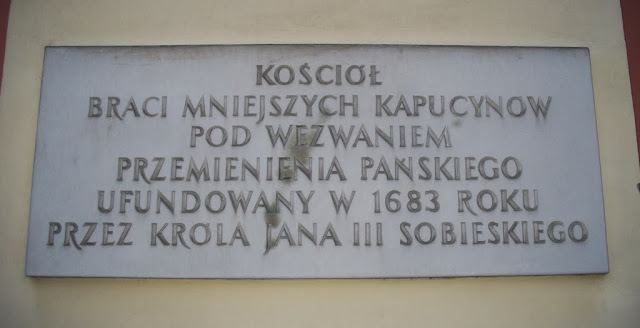 KOŚCIÓŁ
BRACI MNIEJSZYCH KAPUCYNÓW
POD WEZWANIEM
PRZEMIENIENIA PAŃSKIEGO
UFUNDOWANY W 1683 ROKU
PRZEZ KRÓLA JANA III SOBIESKIEGO